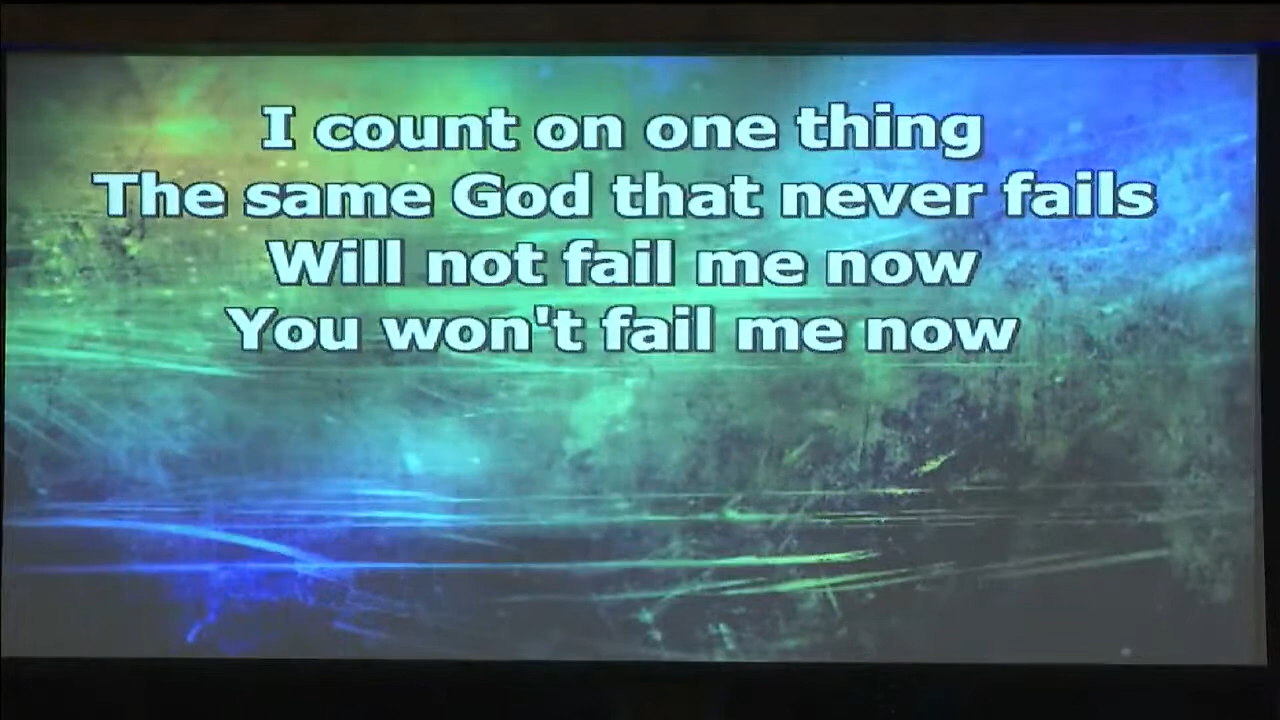 I count on one thing
The same God that never fails
Will not fail me now
You won't fail me now